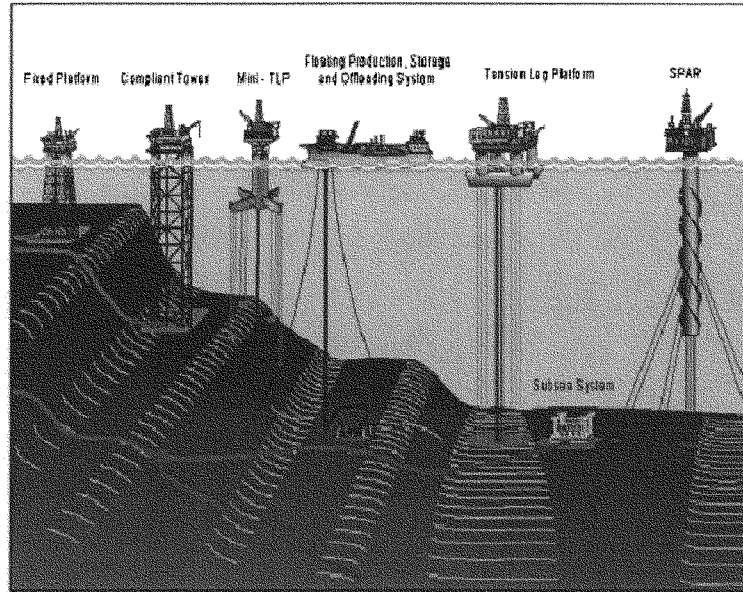 Floating Production, Storage
and Offloading System
Fixed Platform
Compliant Tower
Mini - TLP
Tension Leg Platform
SPAR
Subsea System